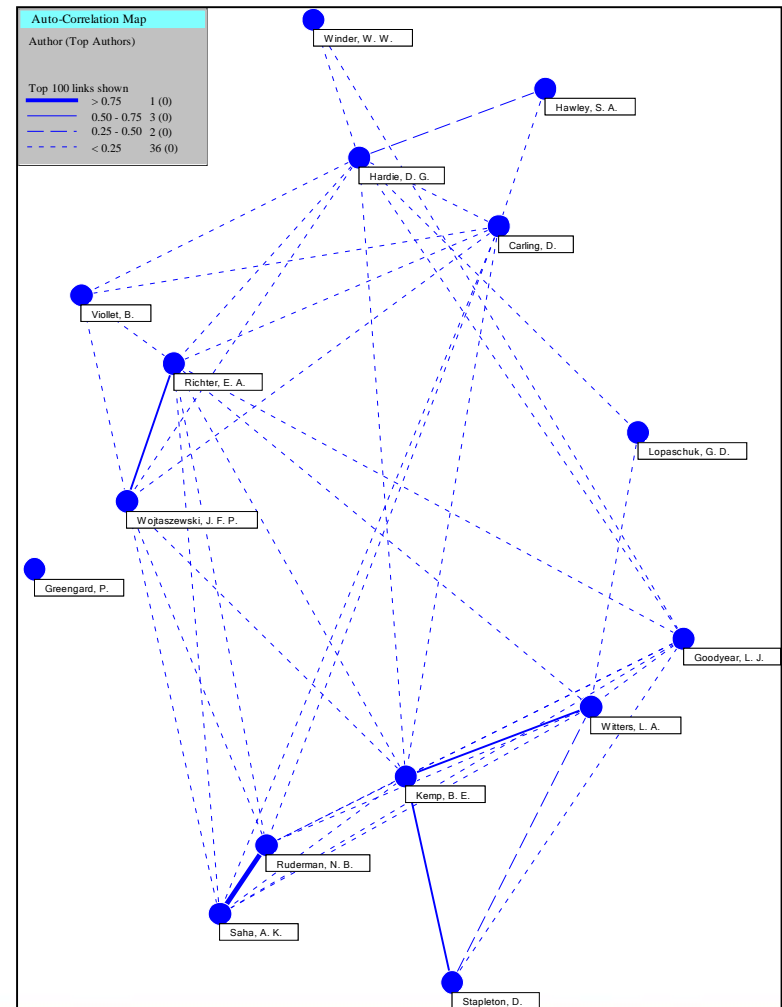 Auto-Correlation Map
Author (Top Authors)
Top 100 links shown
> 0.75 1 (0)
0.50 - 0.75 3 (0)
0.25 - 0.50 2 (0)
< 0.25 36 (0)
Winder, W. W.
Hawley, S. A.
Hardie, D. G.
Carling, D.
Viollet, B.
Richter, E. A.
Lopaschuk, G. D.
Wojtaszewski, J. F. P.
Greengard, P.
Goodyear, L. J.
Witters, L. A.
Kemp, B. E.
Ruderman, N. B.
Saha, A. K.
Stapleton, D.